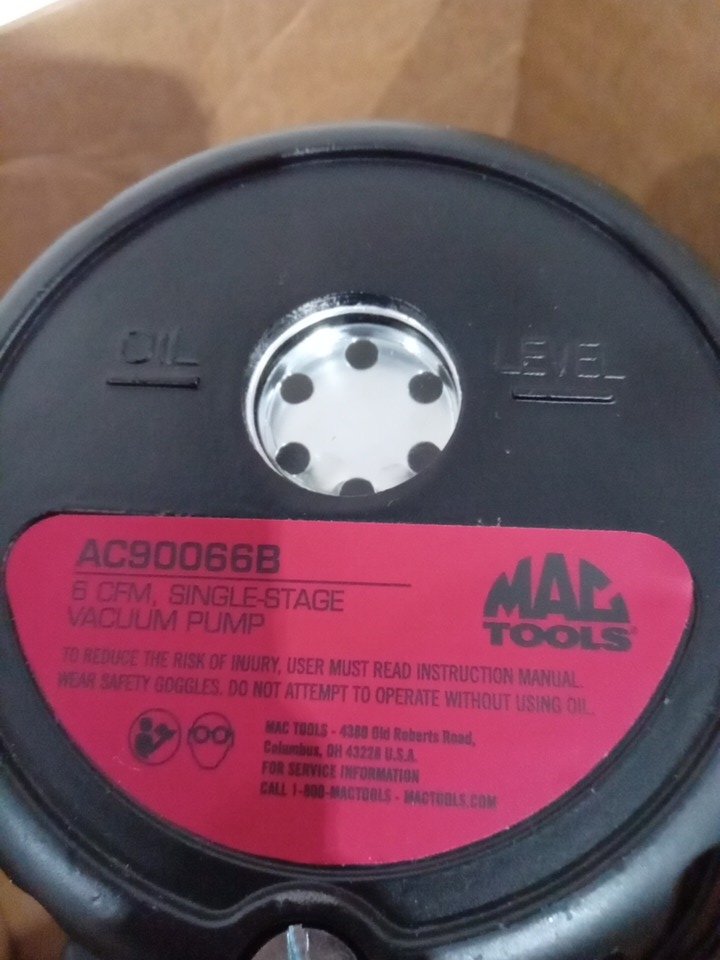 OIL LEVEL
AC90066B
6 CFM, SINGLE-STAGE
VACUUM PUMP
MAC
TOOLS
TO REDUCE THE RISK OF INJURY, USER MUST READ INSTRUCTION MANUAL.
WEAR SAFETY GOGGLES. DO NOT ATTEMPT TO OPERATE WITHOUT USING OIL.
MAC TOOLS - 4380 Old Roberts Road,
Columbus, OH 43228 U.S.A.
FOR SERVICE INFORMATION
CALL 1-800-MACTOOLS - MACTOOLS.COM